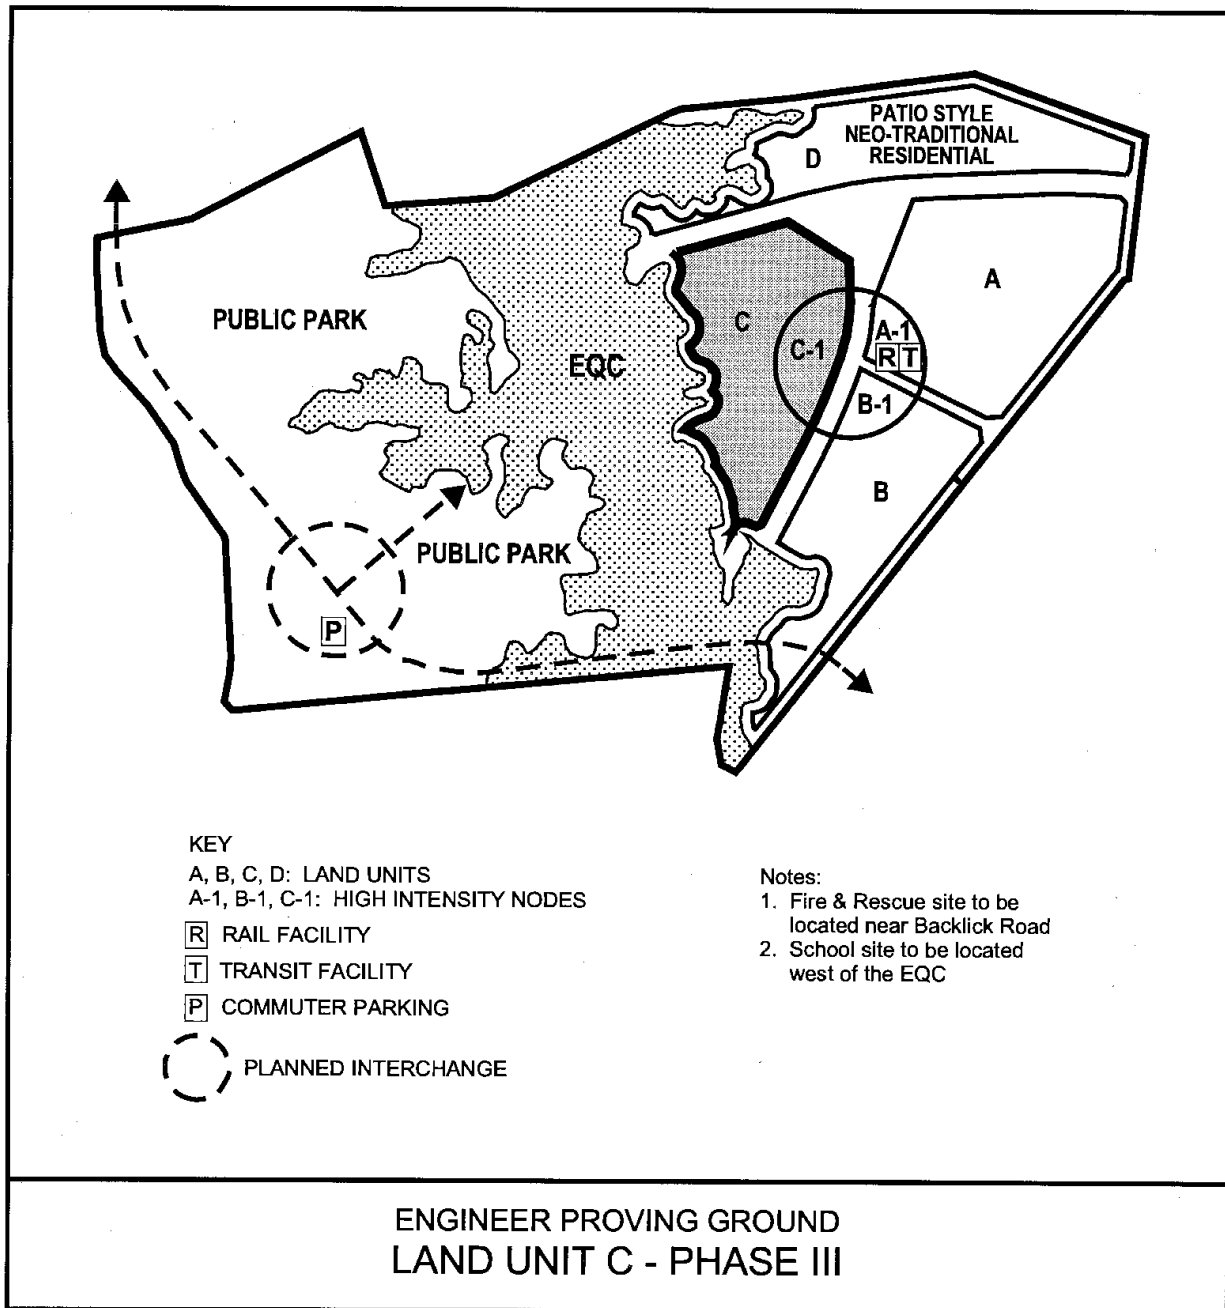 PATIO STYLE
NEO-TRADITIONAL
RESIDENTIAL
D
A
PUBLIC PARK
C
A-1
C-1
R T
EQC
B-1
B
PUBLIC PARK
P
KEY
A, B, C, D: LAND UNITS
A-1, B-1, C-1: HIGH INTENSITY NODES
R RAIL FACILITY
T TRANSIT FACILITY
P COMMUTER PARKING
PLANNED INTERCHANGE
Notes:
1. Fire & Rescue site to be
located near Backlick Road
2. School site to be located
west of the EQC
ENGINEER PROVING GROUND
LAND UNIT C - PHASE III